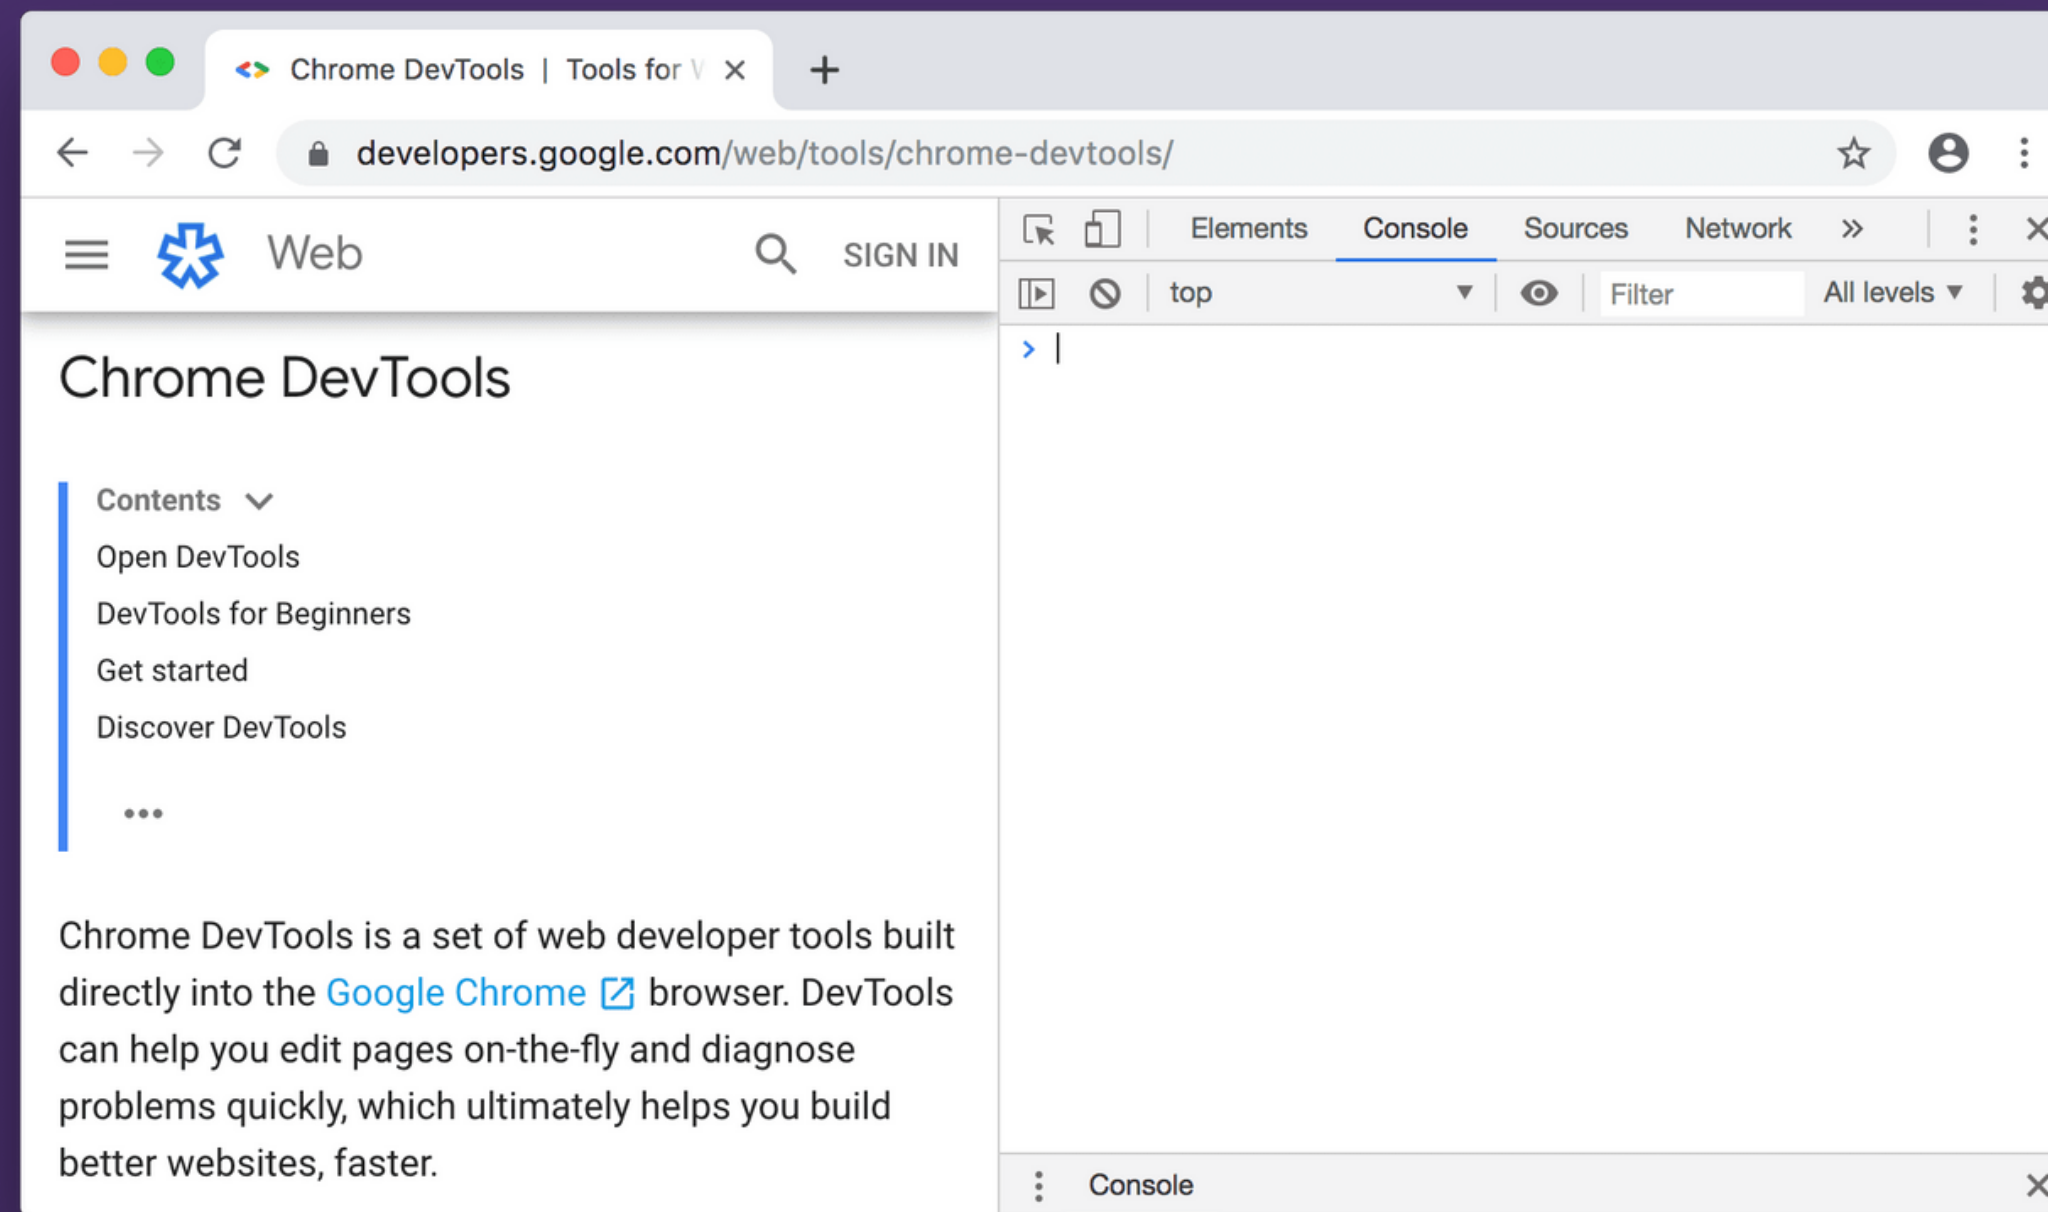 Chrome DevTools | Tools for W
developers.google.com/web/tools/chrome-devtools/
Web
SIGN IN
Chrome DevTools
Contents
Open DevTools
DevTools for Beginners
Get started
Discover DevTools
Chrome DevTools is a set of web developer tools built
directly into the Google Chrome browser. DevTools
can help you edit pages on-the-fly and diagnose
problems quickly, which ultimately helps you build
better websites, faster.
Elements Console Sources Network »
top Filter All levels
>
Console